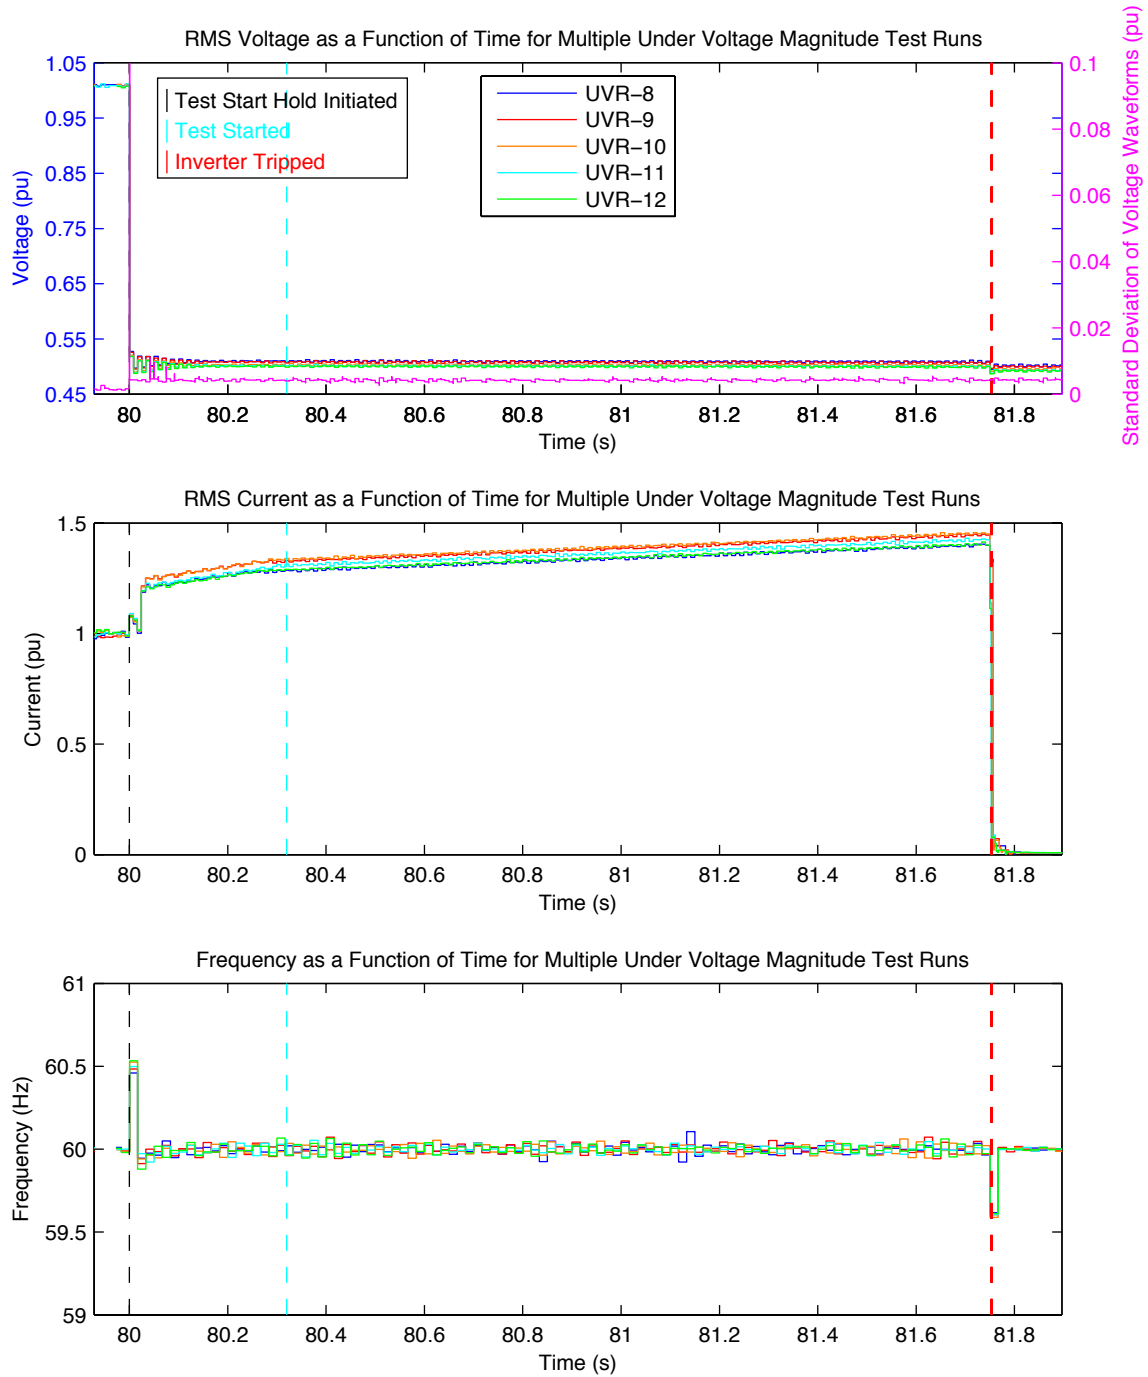 RMS Voltage as a Function of Time for Multiple Under Voltage Magnitude Test Runs
Voltage (pu)
1.05
0.95
0.85
0.75
0.65
0.55
0.45
Test Start Hold Initiated
Test Started
Inverter Tripped
UVR−8
UVR−9
UVR−10
UVR−11
UVR−12
0.1
0.08
0.06
0.04
0.02
0
Standard Deviation of Voltage Waveforms (pu)
80 80.2 80.4 80.6 80.8 81 81.2 81.4 81.6 81.8
Time (s)
RMS Current as a Function of Time for Multiple Under Voltage Magnitude Test Runs
Current (pu)
1.5
1
0.5
0
80 80.2 80.4 80.6 80.8 81 81.2 81.4 81.6 81.8
Time (s)
Frequency as a Function of Time for Multiple Under Voltage Magnitude Test Runs
Frequency (Hz)
61
60.5
60
59.5
59
80 80.2 80.4 80.6 80.8 81 81.2 81.4 81.6 81.8
Time (s)